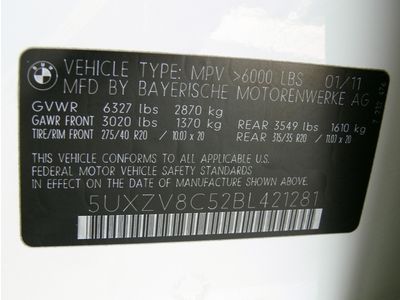 BMW
VEHICLE TYPE: MPV >6000 LBS 01/11
MFD BY BAYERISCHE MOTORENWERKE AG
GVWR 6327 lbs 2870 kg
GAWR FRONT 3020 lbs 1370 kg REAR 3549 lbs 1610 kg
TIRE/RIM FRONT 275/40 R20 // 10.0J x 20 REAR 315/35 R20 // 11.0J x 20
THIS VEHICLE CONFORMS TO ALL APPLICABLE U.S.
FEDERAL MOTOR VEHICLE SAFETY STANDARDS IN
EFFECT ON THE DATE OF MANUFACTURE SHOWN ABOVE.
5UXZV8C52BL421281